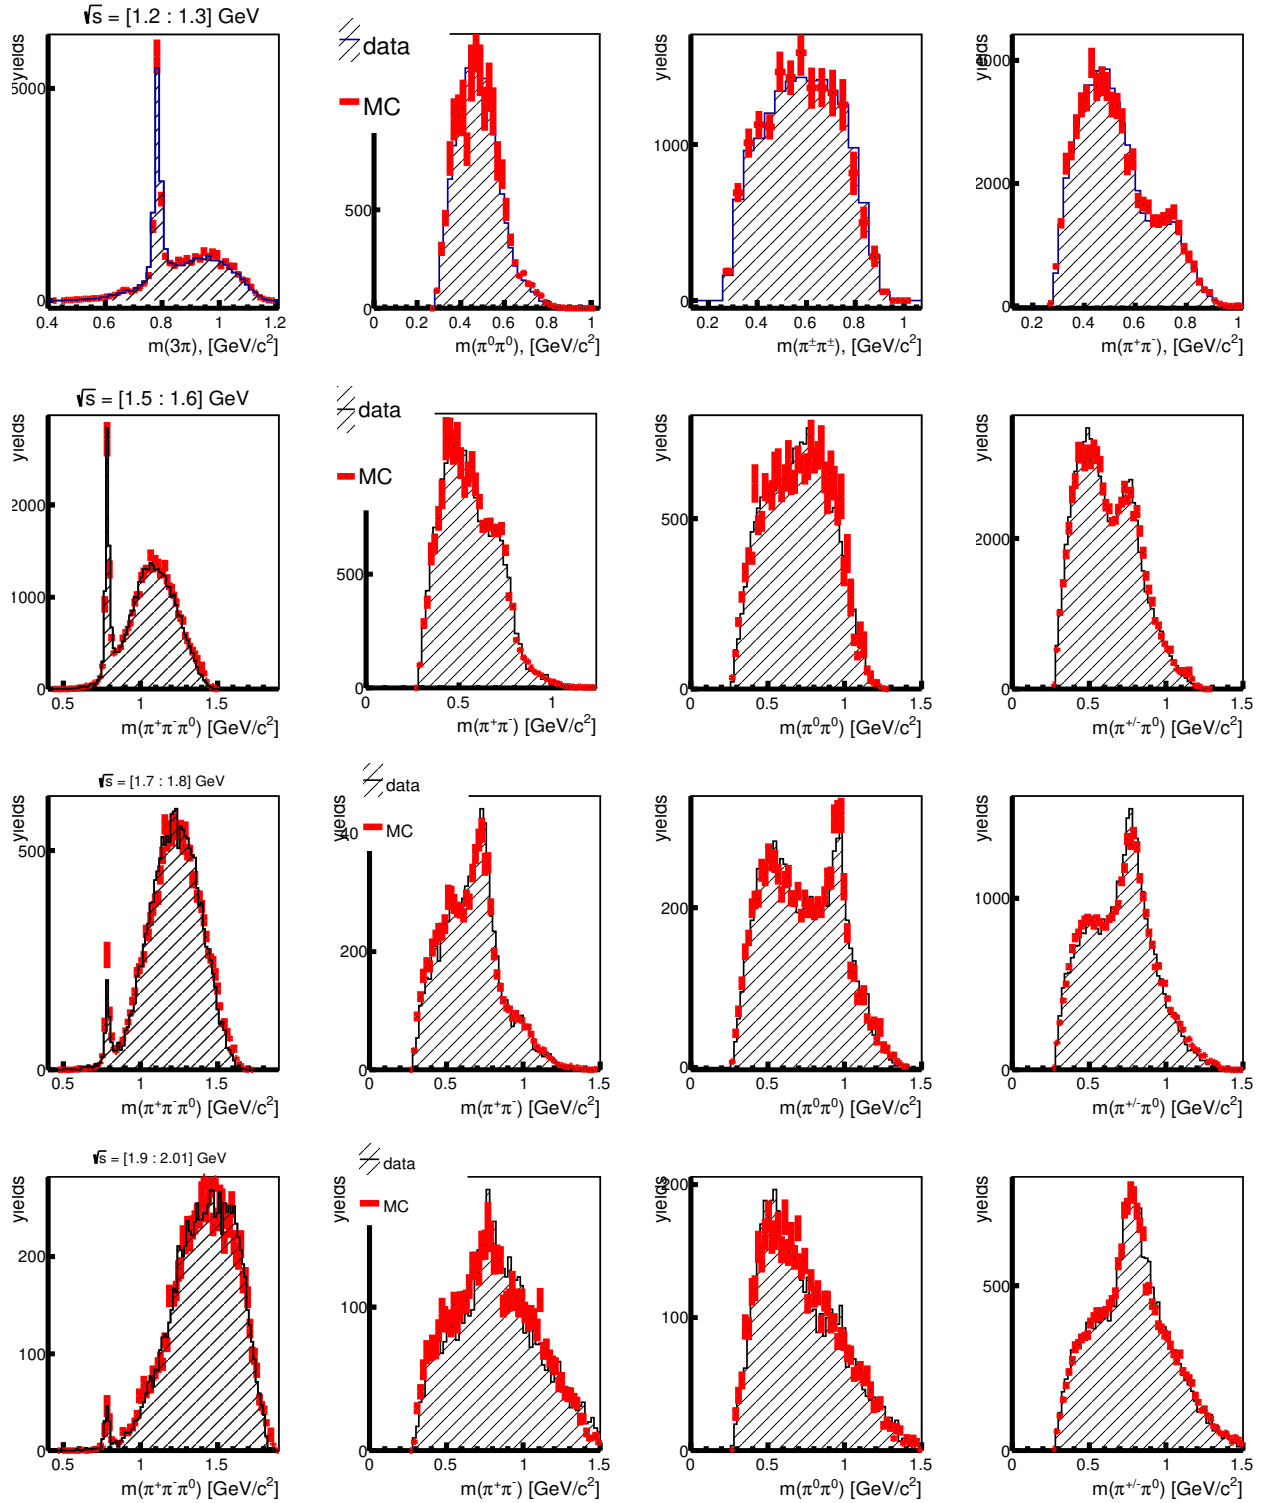 √s = [1.2 : 1.3] GeV
yields
5000
2000
0
0.4 0.6 0.8 1 1.2
m(3π), [GeV/c²]
data
MC
500
0
0 0.2 0.4 0.6 0.8 1
m(π⁰π⁰), [GeV/c²]
yields
1000
0
0.2 0.4 0.6 0.8 1
m(π±π±), [GeV/c²]
yields
4000
2000
0
0.2 0.4 0.6 0.8 1
m(π⁺π⁻), [GeV/c²]
√s = [1.5 : 1.6] GeV
yields
2000
1000
0
0.5 1 1.5
m(π⁺π⁻π⁰) [GeV/c²]
data
MC
500
0
0 0.5 1
m(π⁺π⁻) [GeV/c²]
yields
500
0
0 0.5 1 1.5
m(π⁰π⁰) [GeV/c²]
yields
2000
0
0 0.5 1 1.5
m(π⁺/⁻π⁰) [GeV/c²]
√s = [1.7 : 1.8] GeV
yields
500
0
0.5 1 1.5
m(π⁺π⁻π⁰) [GeV/c²]
data
MC
yields
40
200
0
0 0.5 1 1.5
m(π⁺π⁻) [GeV/c²]
yields
200
0
0 0.5 1 1.5
m(π⁰π⁰) [GeV/c²]
yields
1000
0
0 0.5 1 1.5
m(π⁺/⁻π⁰) [GeV/c²]
√s = [1.9 : 2.01] GeV
yields
200
100
0
0.5 1 1.5
m(π⁺π⁻π⁰) [GeV/c²]
data
MC
yields
100
0
0 0.5 1 1.5
m(π⁺π⁻) [GeV/c²]
yields
200
100
0
0 0.5 1 1.5
m(π⁰π⁰) [GeV/c²]
yields
500
0
0 0.5 1 1.5
m(π⁺/⁻π⁰) [GeV/c²]